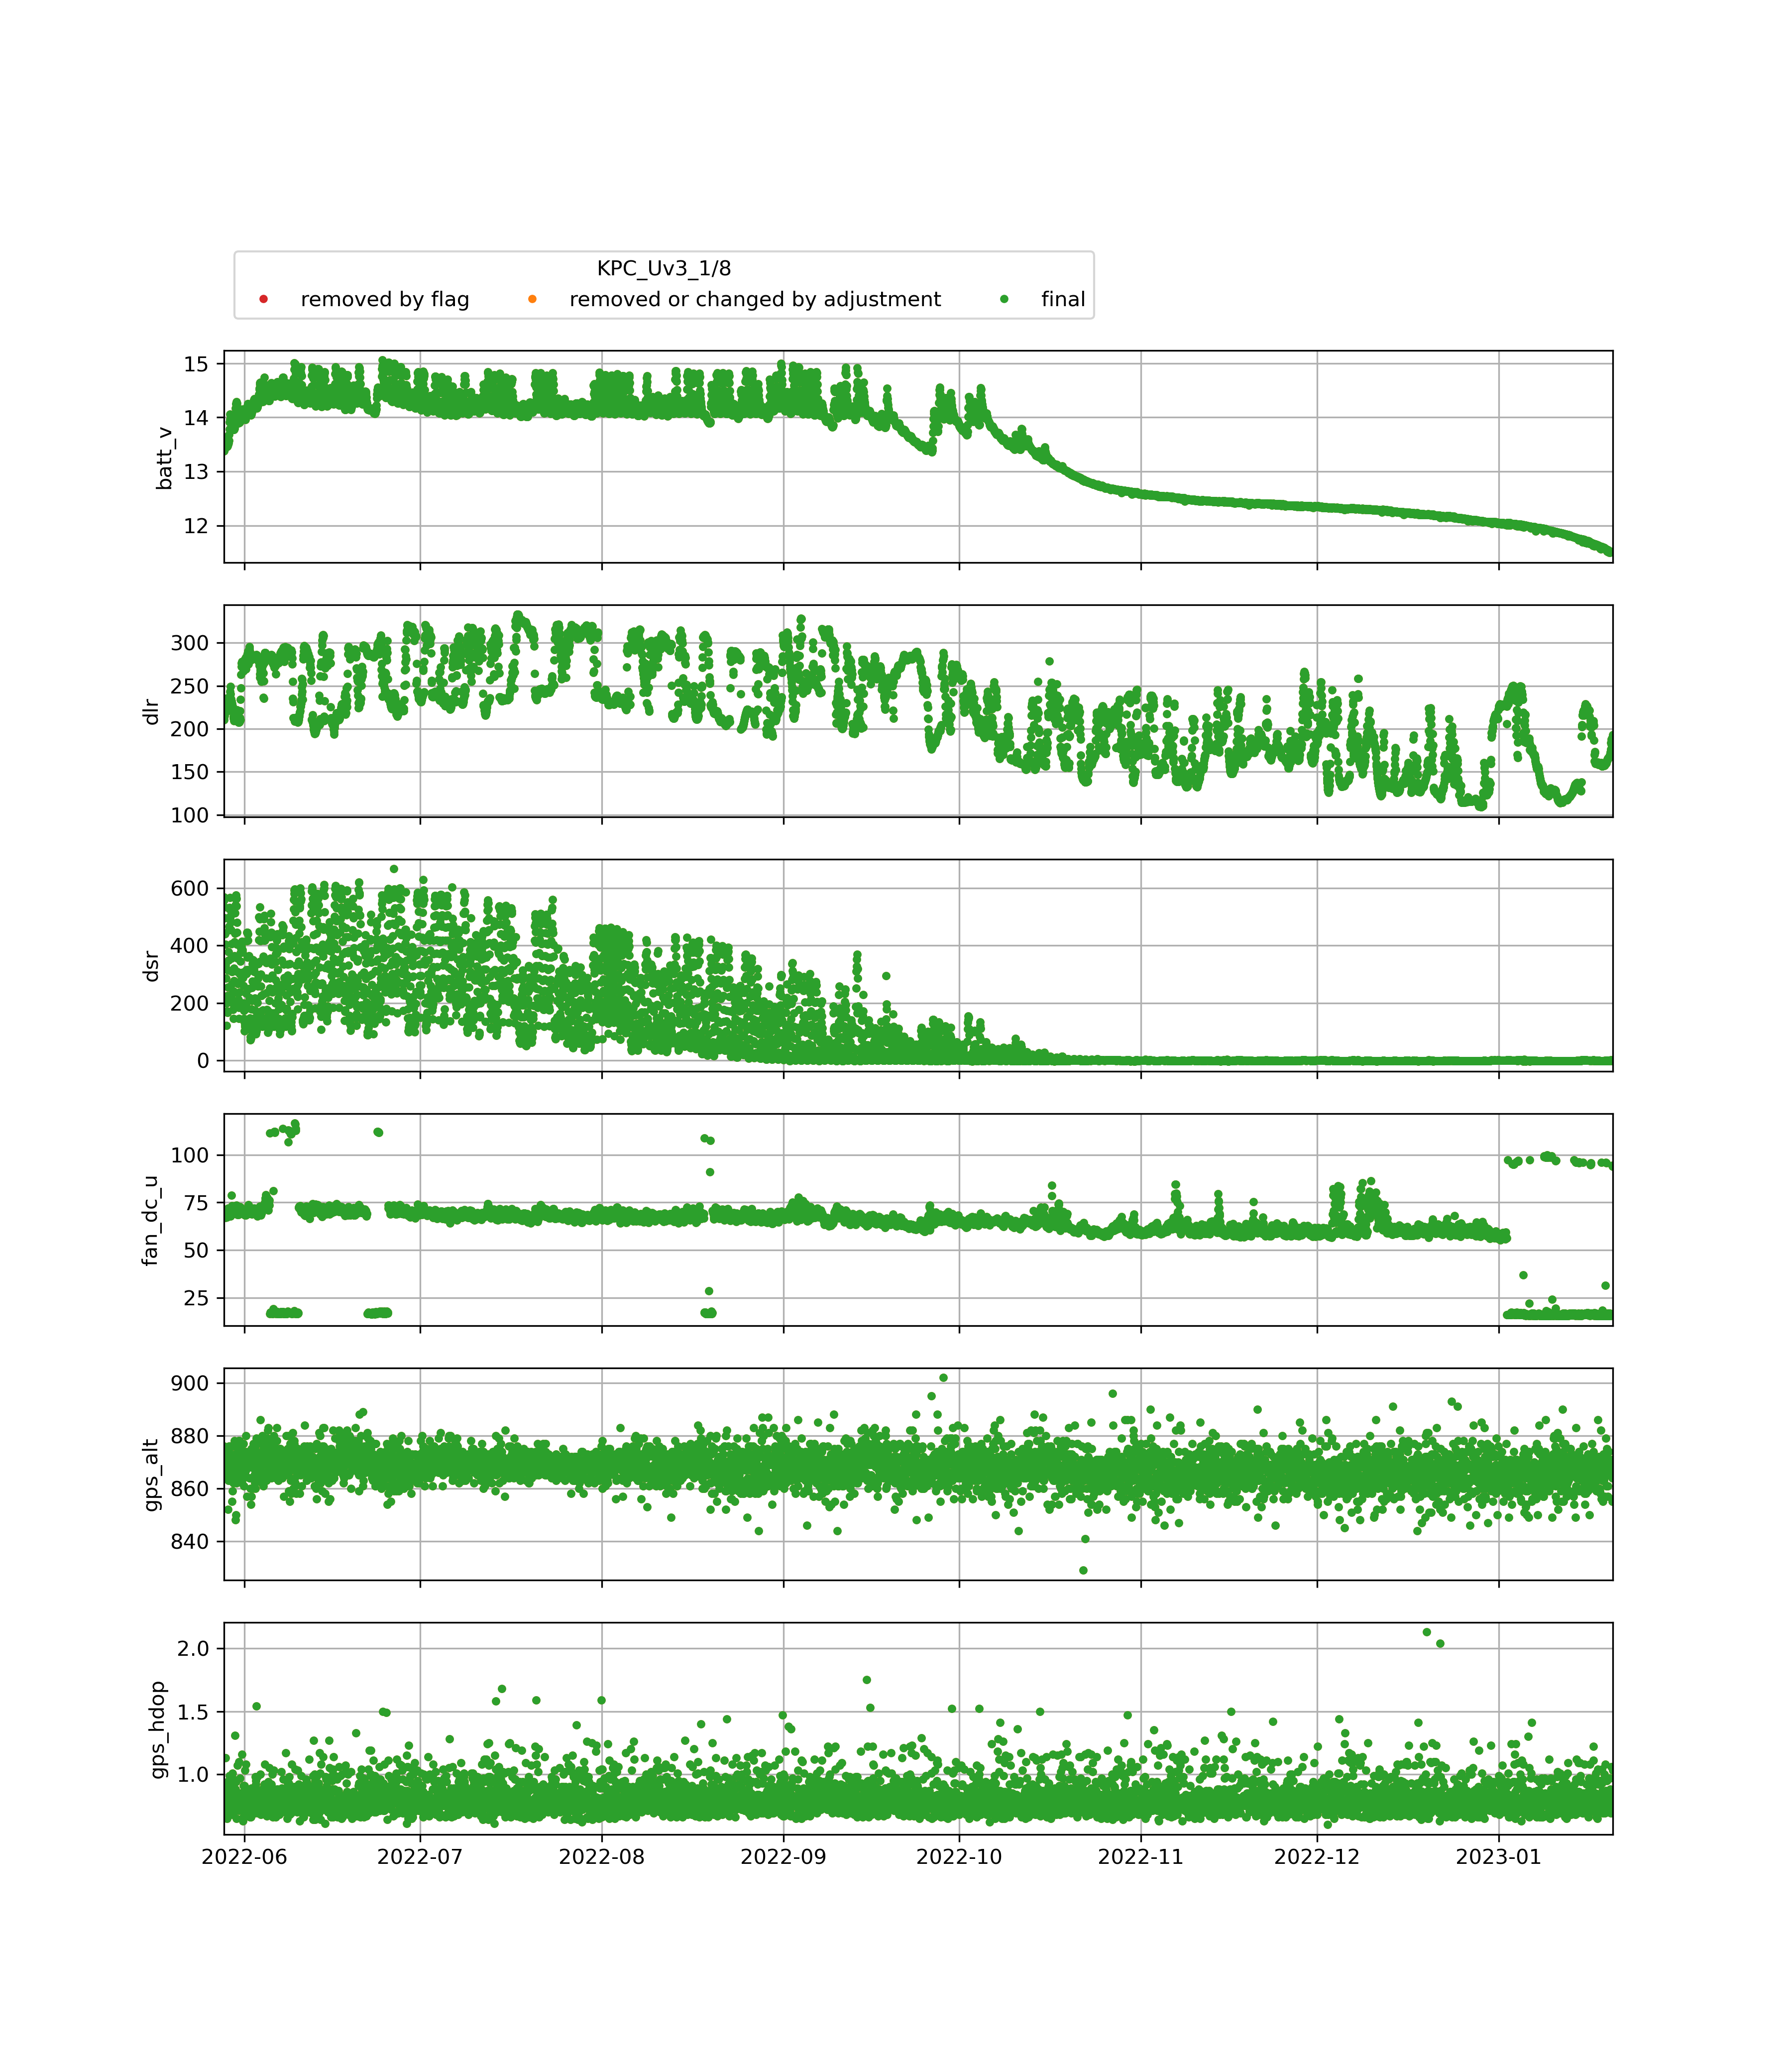 KPC_Uv3_1/8
removed by flag removed or changed by adjustment final
15
14
13
12
batt_v
300
250
200
150
100
dlr
600
400
200
0
dsr
100
75
50
25
fan_dc_u
900
880
860
840
gps_alt
2.0
1.5
1.0
gps_hdop
2022-06 2022-07 2022-08 2022-09 2022-10 2022-11 2022-12 2023-01